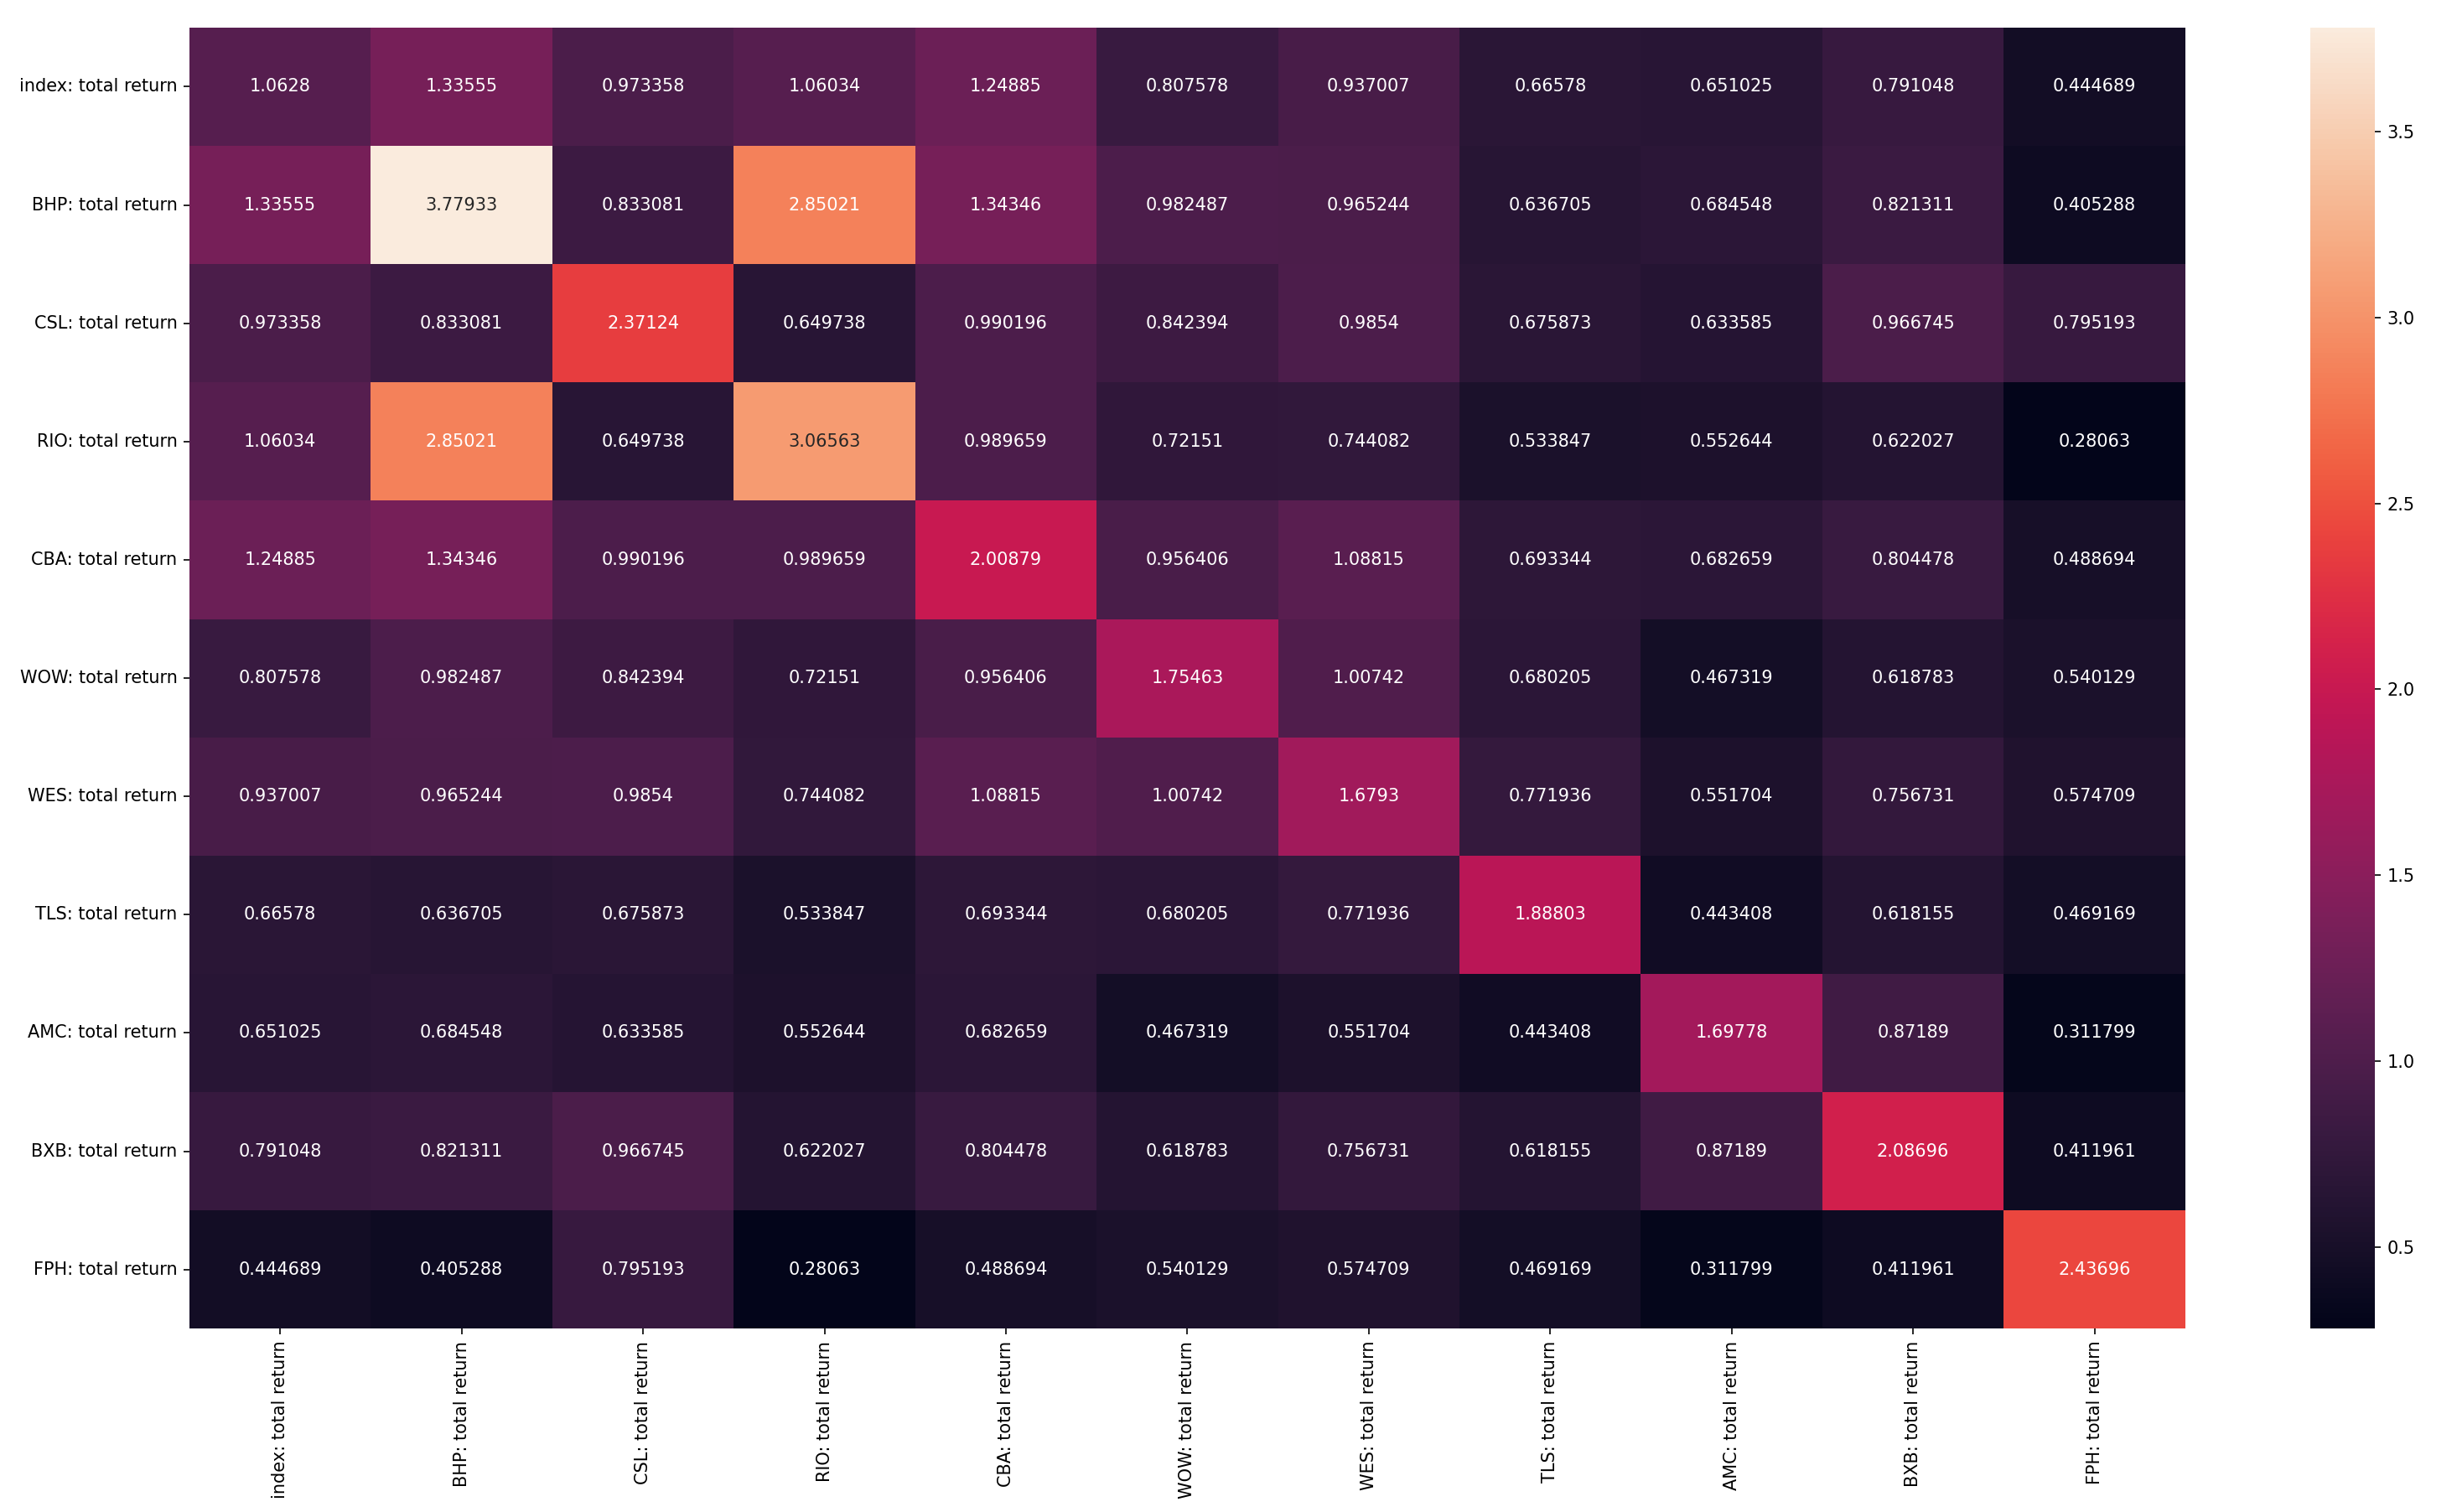 index: total return 1.0628 1.33555 0.973358 1.06034 1.24885 0.807578 0.937007 0.66578 0.651025 0.791048 0.444689
BHP: total return 1.33555 3.77933 0.833081 2.85021 1.34346 0.982487 0.965244 0.636705 0.684548 0.821311 0.405288
CSL: total return 0.973358 0.833081 2.37124 0.649738 0.990196 0.842394 0.9854 0.675873 0.633585 0.966745 0.795193
RIO: total return 1.06034 2.85021 0.649738 3.06563 0.989659 0.72151 0.744082 0.533847 0.552644 0.622027 0.28063
CBA: total return 1.24885 1.34346 0.990196 0.989659 2.00879 0.956406 1.08815 0.693344 0.682659 0.804478 0.488694
WOW: total return 0.807578 0.982487 0.842394 0.72151 0.956406 1.75463 1.00742 0.680205 0.467319 0.618783 0.540129
WES: total return 0.937007 0.965244 0.9854 0.744082 1.08815 1.00742 1.6793 0.771936 0.551704 0.756731 0.574709
TLS: total return 0.66578 0.636705 0.675873 0.533847 0.693344 0.680205 0.771936 1.88803 0.443408 0.618155 0.469169
AMC: total return 0.651025 0.684548 0.633585 0.552644 0.682659 0.467319 0.551704 0.443408 1.69778 0.87189 0.311799
BXB: total return 0.791048 0.821311 0.966745 0.622027 0.804478 0.618783 0.756731 0.618155 0.87189 2.08696 0.411961
FPH: total return 0.444689 0.405288 0.795193 0.28063 0.488694 0.540129 0.574709 0.469169 0.311799 0.411961 2.43696
index: total return
BHP: total return
CSL: total return
RIO: total return
CBA: total return
WOW: total return
WES: total return
TLS: total return
AMC: total return
BXB: total return
FPH: total return
3.5
3.0
2.5
2.0
1.5
1.0
0.5